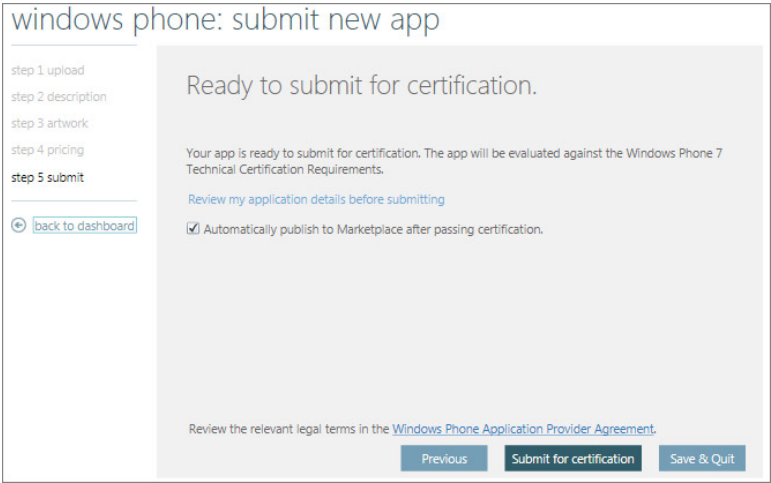 windows phone: submit new app
step 1 upload
step 2 description
step 3 artwork
step 4 pricing
step 5 submit
back to dashboard
Ready to submit for certification.
Your app is ready to submit for certification. The app will be evaluated against the Windows Phone 7
Technical Certification Requirements.
Review my application details before submitting
Automatically publish to Marketplace after passing certification.
Review the relevant legal terms in the Windows Phone Application Provider Agreement.
Previous
Submit for certification
Save & Quit